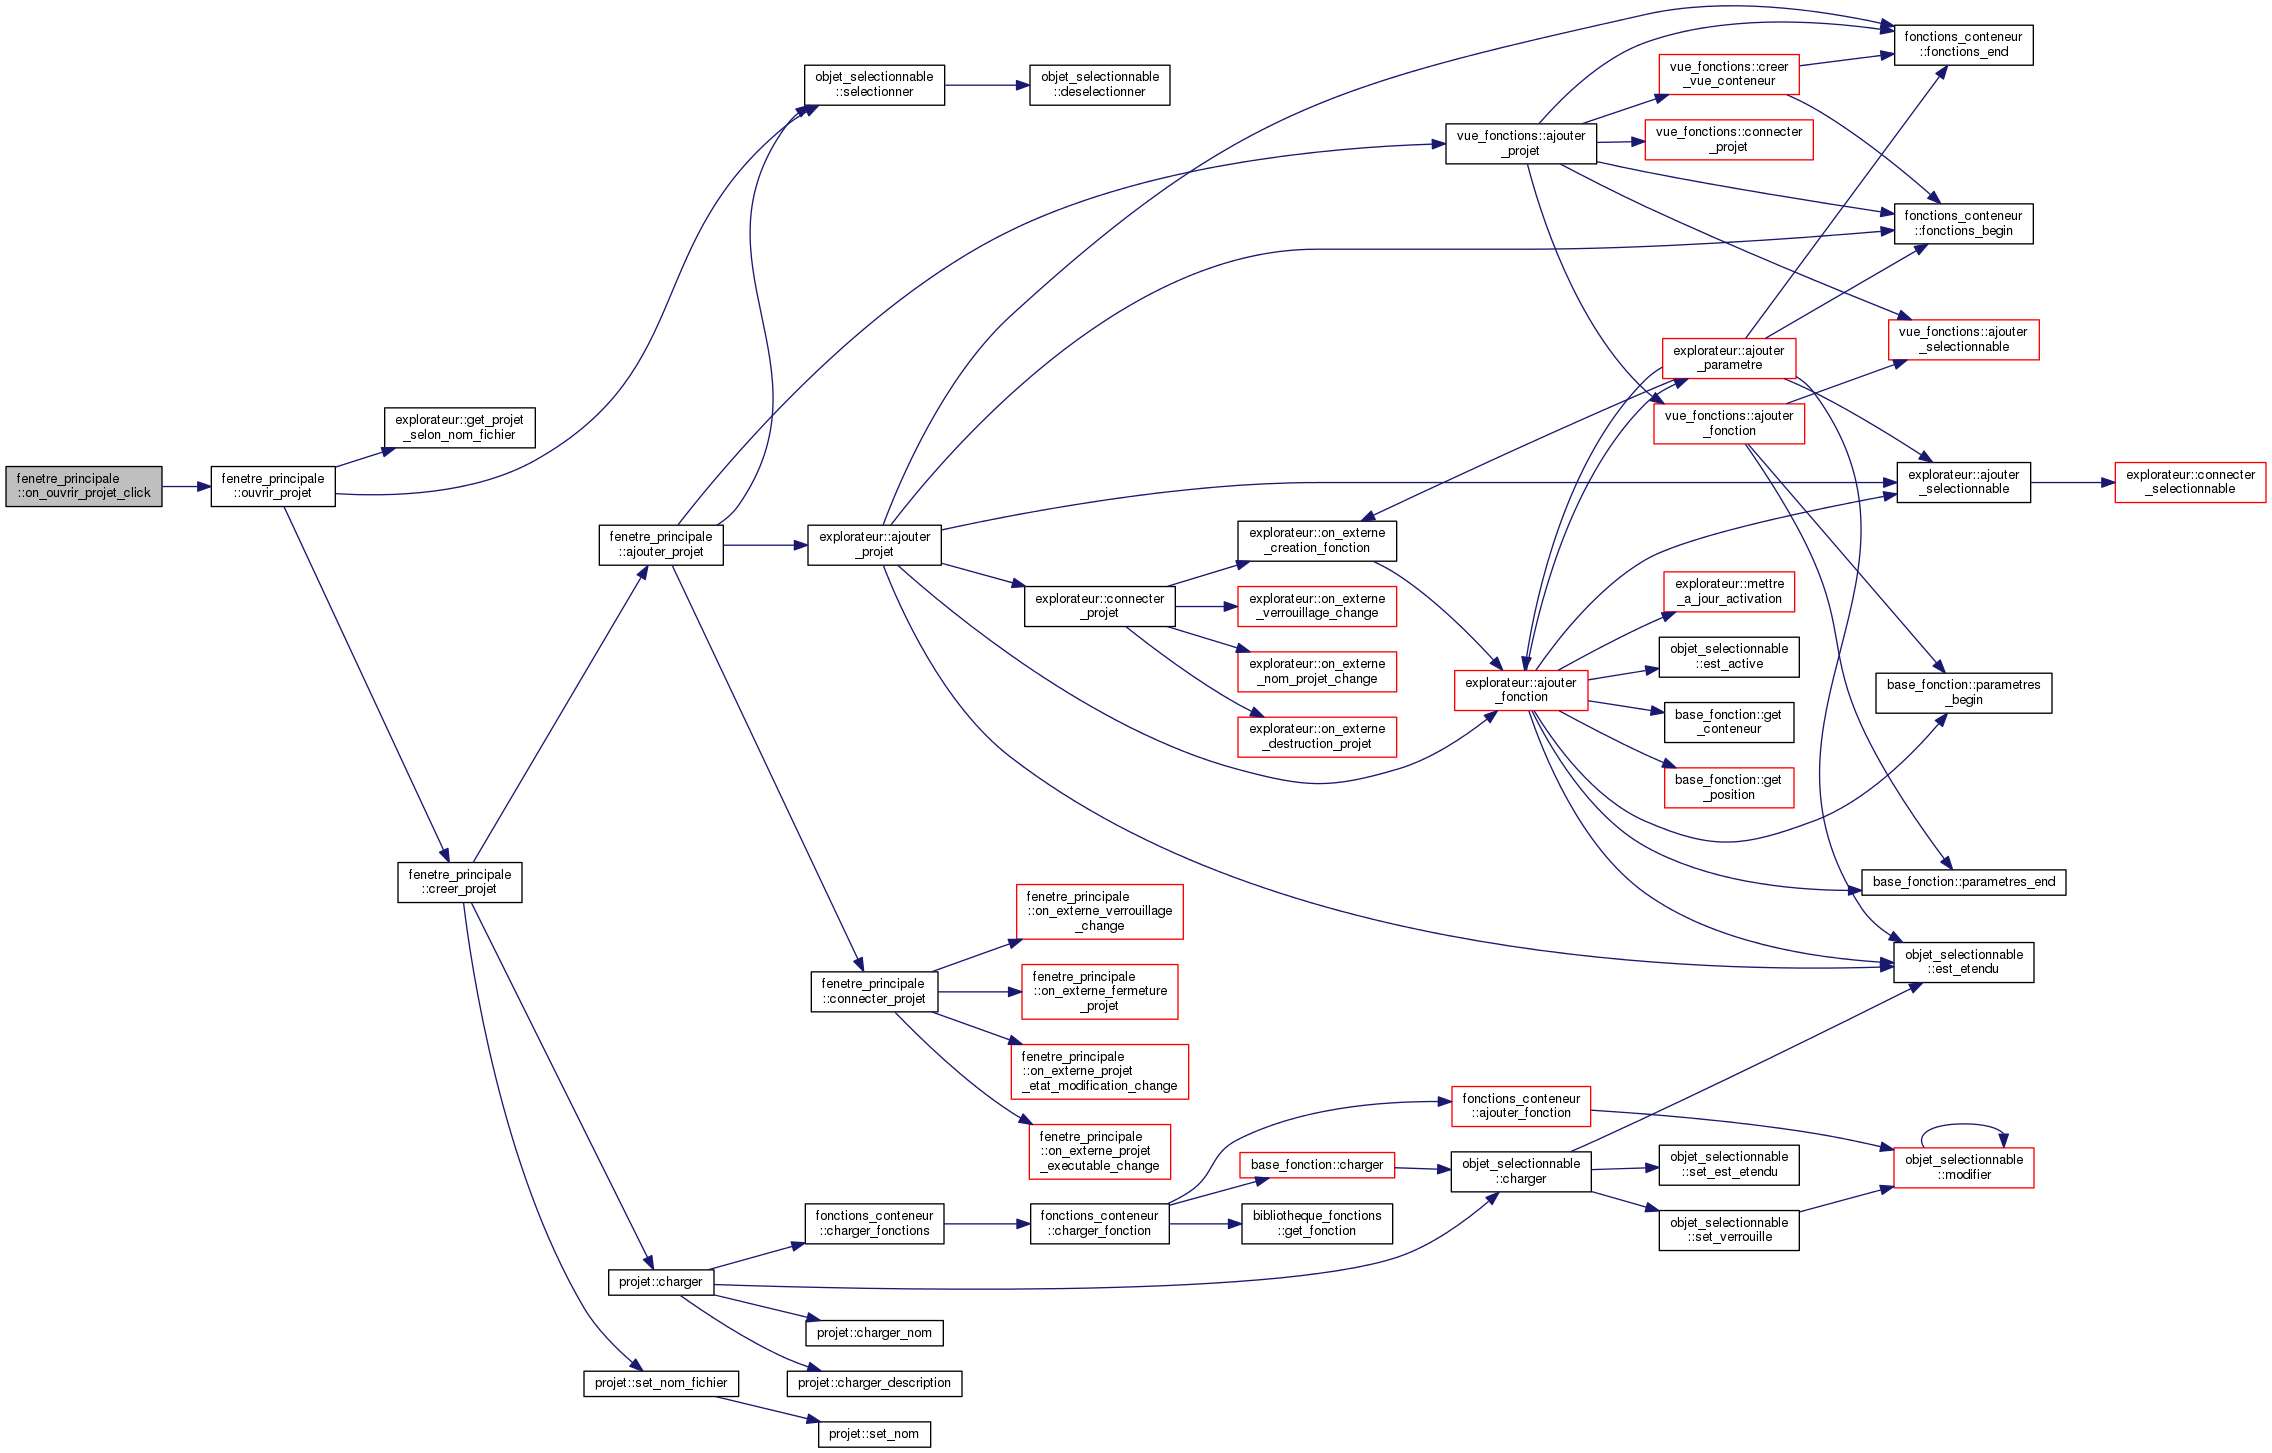 fenetre_principale
::on_ouvrir_projet_click
fenetre_principale
::ouvrir_projet
explorateur::get_projet
_selon_nom_fichier
objet_selectionnable
::selectionner
objet_selectionnable
::deselectionner
fenetre_principale
::creer_projet
fenetre_principale
::ajouter_projet
explorateur::ajouter
_projet
explorateur::connecter
_projet
explorateur::on_externe
_creation_fonction
explorateur::on_externe
_verrouillage_change
explorateur::on_externe
_nom_projet_change
explorateur::on_externe
_destruction_projet
vue_fonctions::ajouter
_projet
vue_fonctions::creer
_vue_conteneur
vue_fonctions::connecter
_projet
fonctions_conteneur
::fonctions_end
fonctions_conteneur
::fonctions_begin
vue_fonctions::ajouter
_selectionnable
explorateur::ajouter
_parametre
vue_fonctions::ajouter
_fonction
explorateur::ajouter
_selectionnable
explorateur::connecter
_selectionnable
explorateur::ajouter
_fonction
explorateur::mettre
_a_jour_activation
objet_selectionnable
::est_active
base_fonction::get
_conteneur
base_fonction::get
_position
base_fonction::parametres
_begin
base_fonction::parametres_end
objet_selectionnable
::est_etendu
fenetre_principale
::connecter_projet
fenetre_principale
::on_externe_verrouillage
_change
fenetre_principale
::on_externe_fermeture
_projet
fenetre_principale
::on_externe_projet
_etat_modification_change
fenetre_principale
::on_externe_projet
_executable_change
projet::charger
fonctions_conteneur
::charger_fonctions
fonctions_conteneur
::charger_fonction
fonctions_conteneur
::ajouter_fonction
base_fonction::charger
bibliotheque_fonctions
::get_fonction
objet_selectionnable
::charger
objet_selectionnable
::set_est_etendu
objet_selectionnable
::set_verrouille
objet_selectionnable
::modifier
projet::charger_nom
projet::charger_description
projet::set_nom_fichier
projet::set_nom